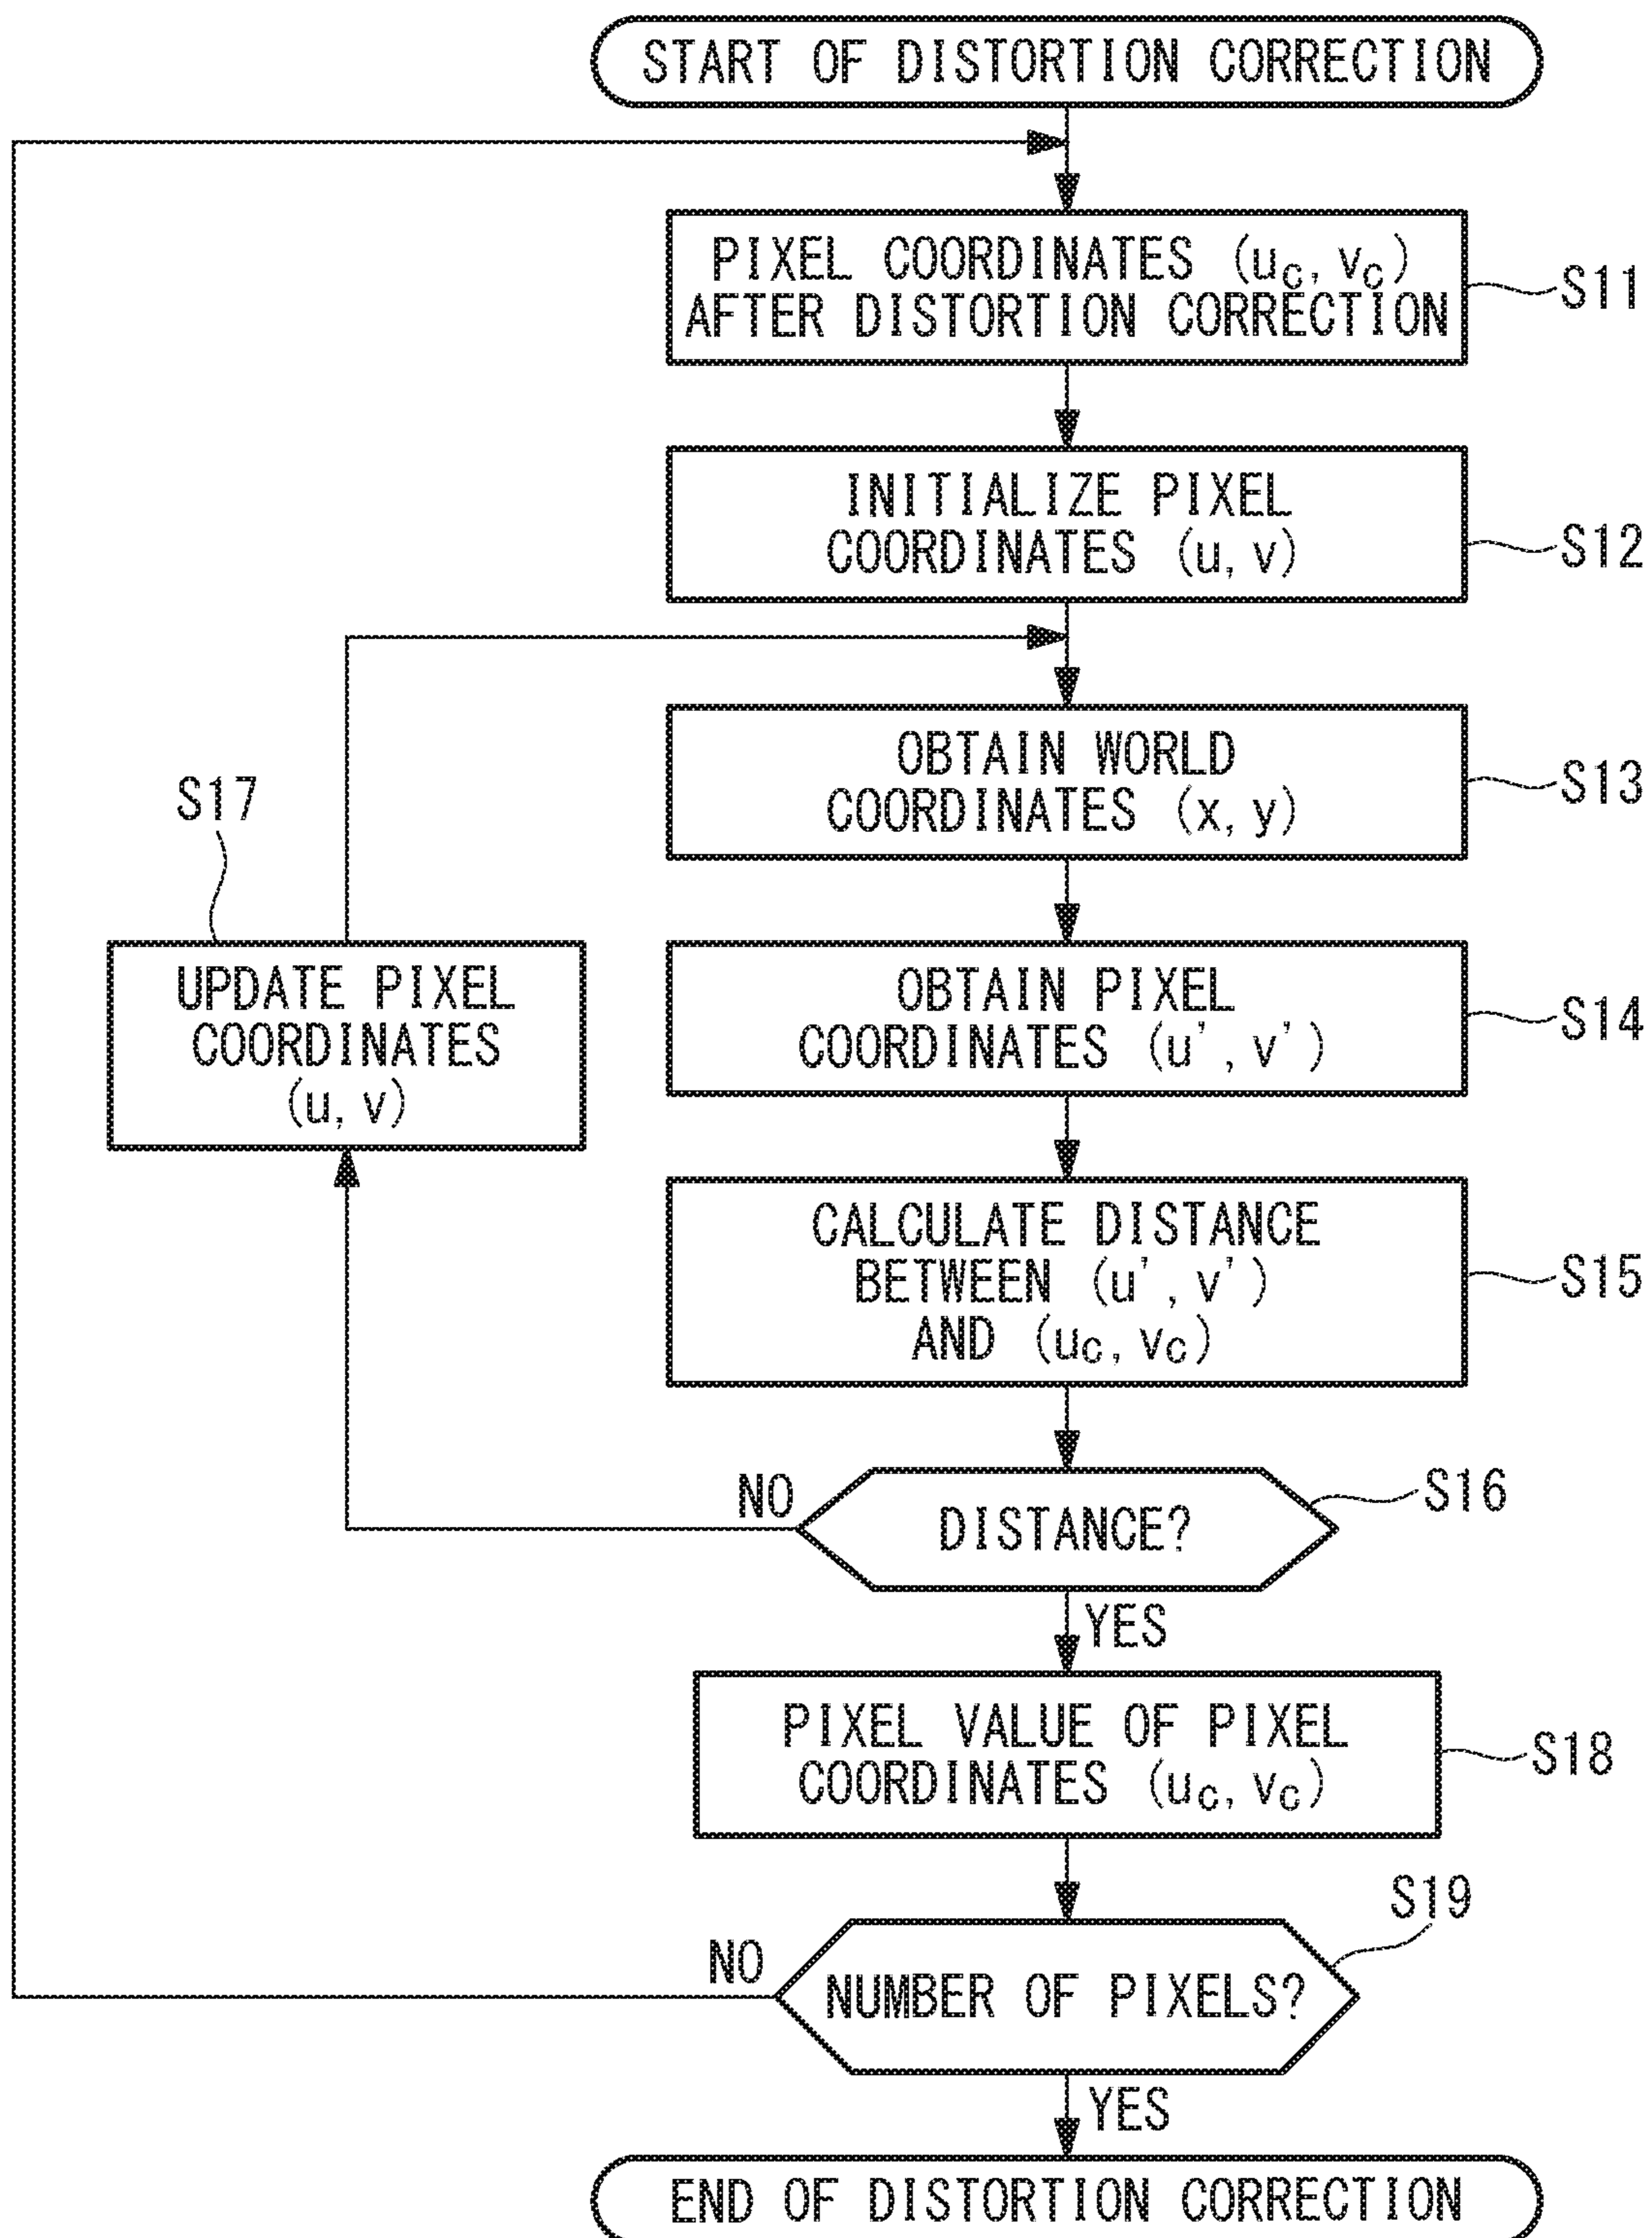 START OF DISTORTION CORRECTION
PIXEL COORDINATES (uc, vc)
AFTER DISTORTION CORRECTION
S11
INITIALIZE PIXEL
COORDINATES (u, v)
S12
OBTAIN WORLD
COORDINATES (x, y)
S13
S17
UPDATE PIXEL
COORDINATES
(u, v)
OBTAIN PIXEL
COORDINATES (u', v')
S14
CALCULATE DISTANCE
BETWEEN (u', v')
AND (uc, vc)
S15
NO
DISTANCE?
S16
YES
PIXEL VALUE OF PIXEL
COORDINATES (uc, vc)
S18
S19
NO
NUMBER OF PIXELS?
YES
END OF DISTORTION CORRECTION